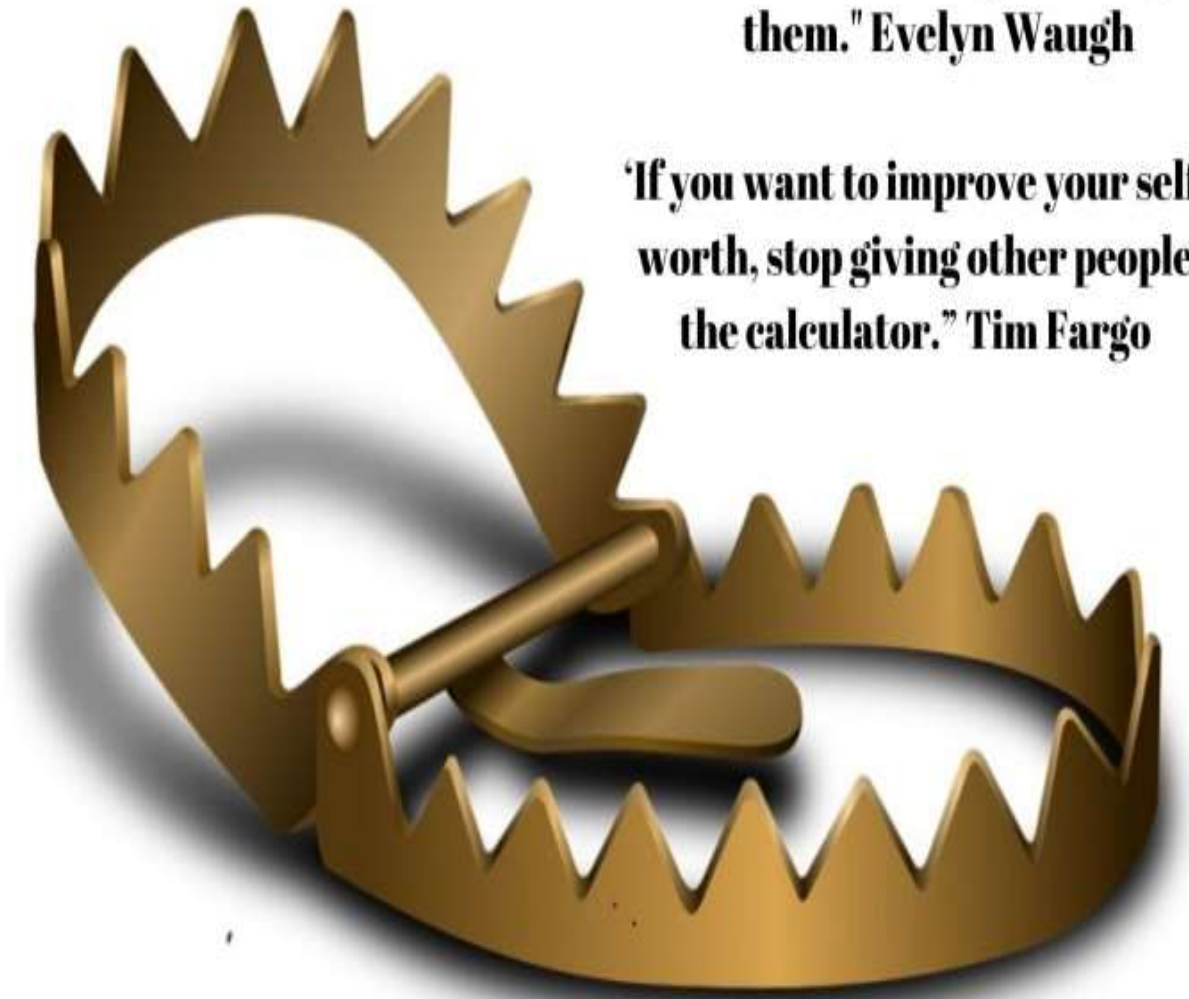 them." Evelyn Waugh
‘If you want to improve your self
worth, stop giving other people
the calculator.” Tim Fargo